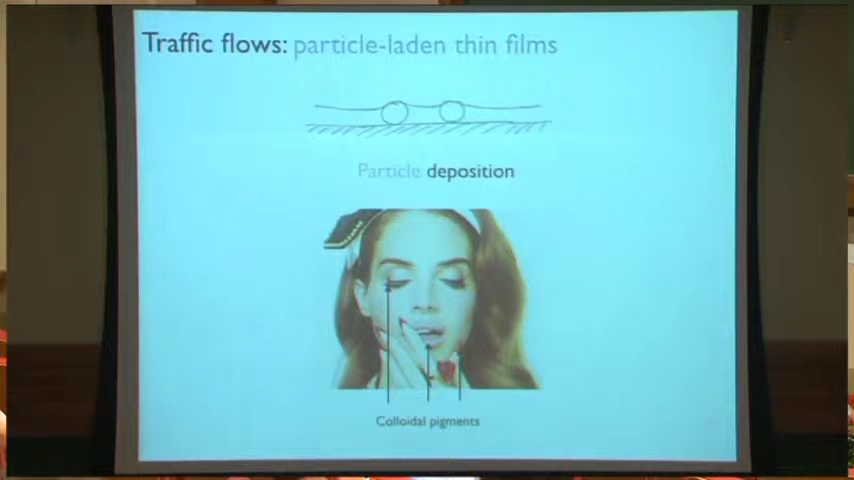 Traffic flows: particle-laden thin films
Particle deposition
Colloidal pigments